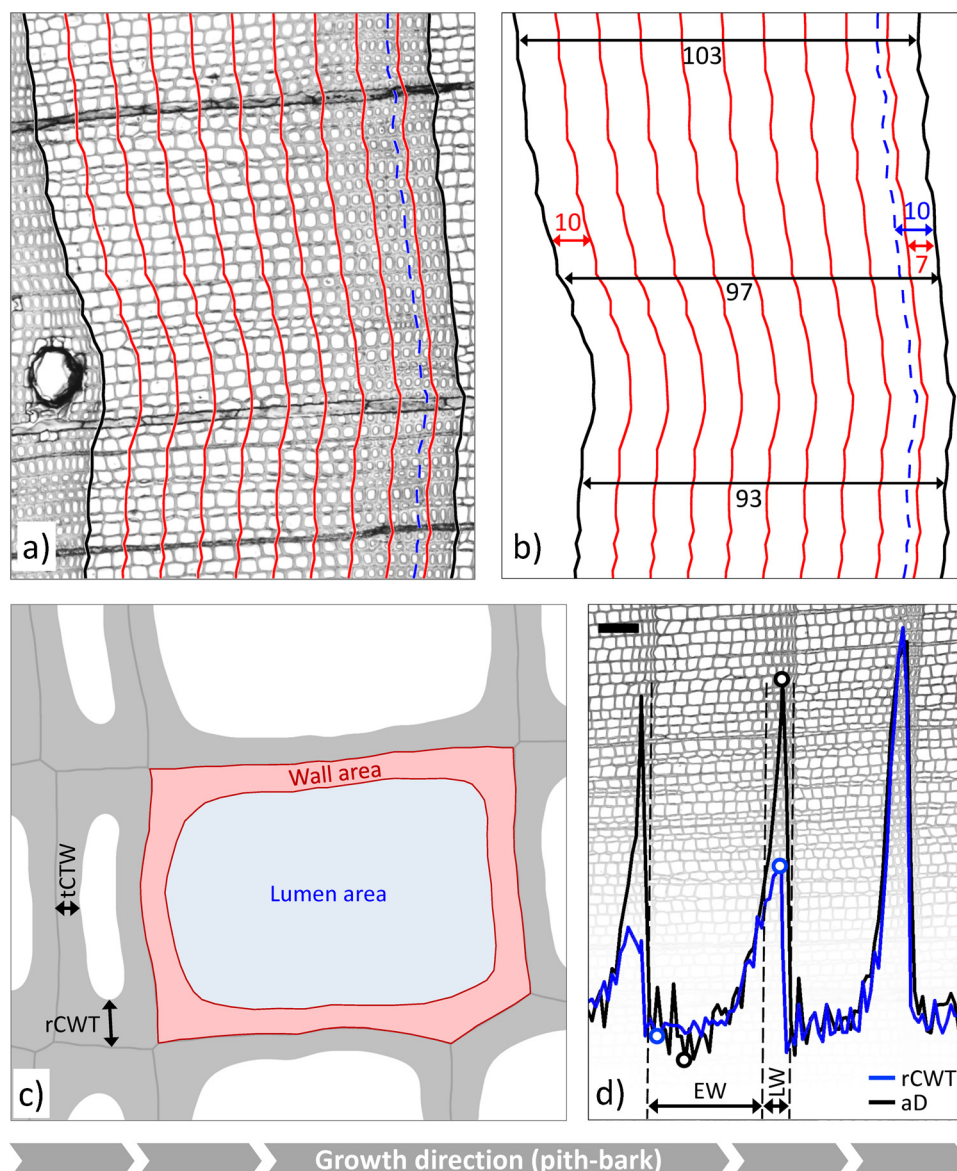 a)
b)
103
10
10
7
97
93
c)
Wall area
Lumen area
tCTW
rCWT
d)
EW
LW
rCWT
aD
Growth direction (pith-bark)